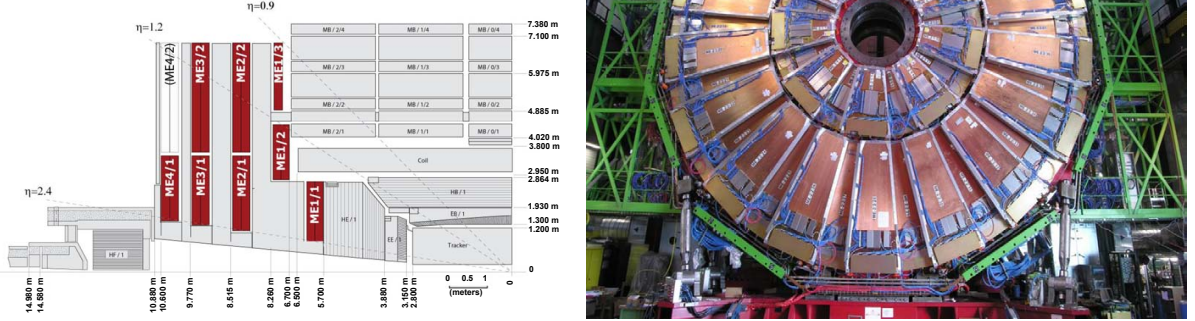 η=0.9
η=1.2
η=2.4
(ME4/2)
ME3/2
ME2/2
ME1/3
MB / 2/4
MB / 1/4
MB / 0/4
MB / 2/3
MB / 1/3
MB / 0/3
MB / 2/2
MB / 1/2
MB / 0/2
MB / 2/1
MB / 1/1
MB / 0/1
ME1/2
ME4/1
ME3/1
ME2/1
ME1/1
Coil
HB / 1
HE / 1
EB / 1
EE / 1
Tracker
HF / 1
7.380 m
7.100 m
5.975 m
4.885 m
4.020 m
3.800 m
2.950 m
2.864 m
1.930 m
1.300 m
1.200 m
0
0 0.5 1
(meters)
14.980 m
14.580 m
10.880 m
10.600 m
9.770 m
8.515 m
8.280 m
6.700 m
6.500 m
5.700 m
3.880 m
3.150 m
2.800 m
0